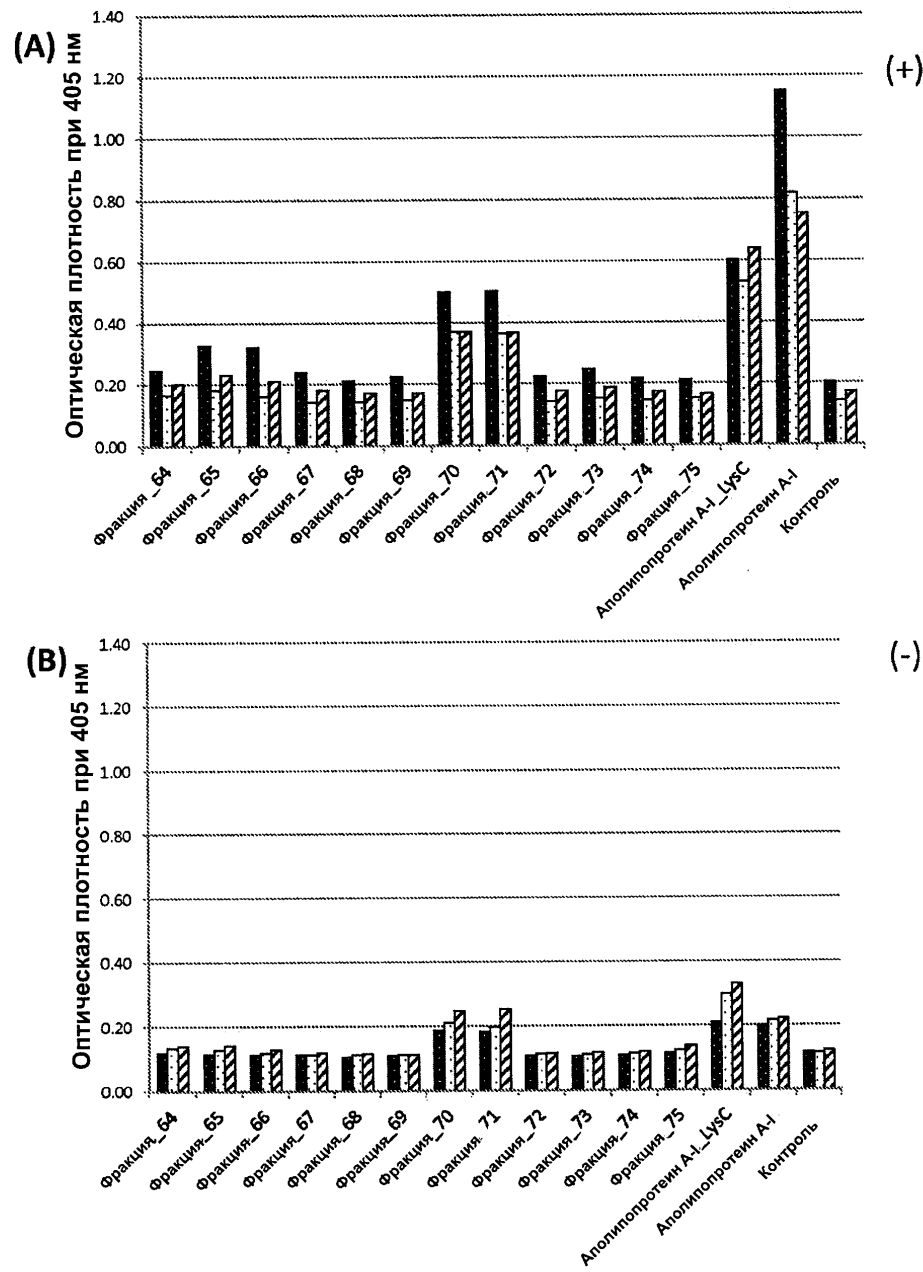 (A)
(+)
Оптическая плотность при 405 нм
1.40
1.20
1.00
0.80
0.60
0.40
0.20
0.00
Фракция_64
Фракция_65
Фракция_66
Фракция_67
Фракция_68
Фракция_69
Фракция_70
Фракция_71
Фракция_72
Фракция_73
Фракция_74
Фракция_75
Аполипопротеин A-I_LysC
Аполипопротеин A-I
Контроль
(B)
(-)
Оптическая плотность при 405 нм
1.40
1.20
1.00
0.80
0.60
0.40
0.20
0.00
Фракция_64
Фракция_65
Фракция_66
Фракция_67
Фракция_68
Фракция_69
Фракция_70
Фракция_71
Фракция_72
Фракция_73
Фракция_74
Фракция_75
Аполипопротеин A-I_LysC
Аполипопротеин A-I
Контроль